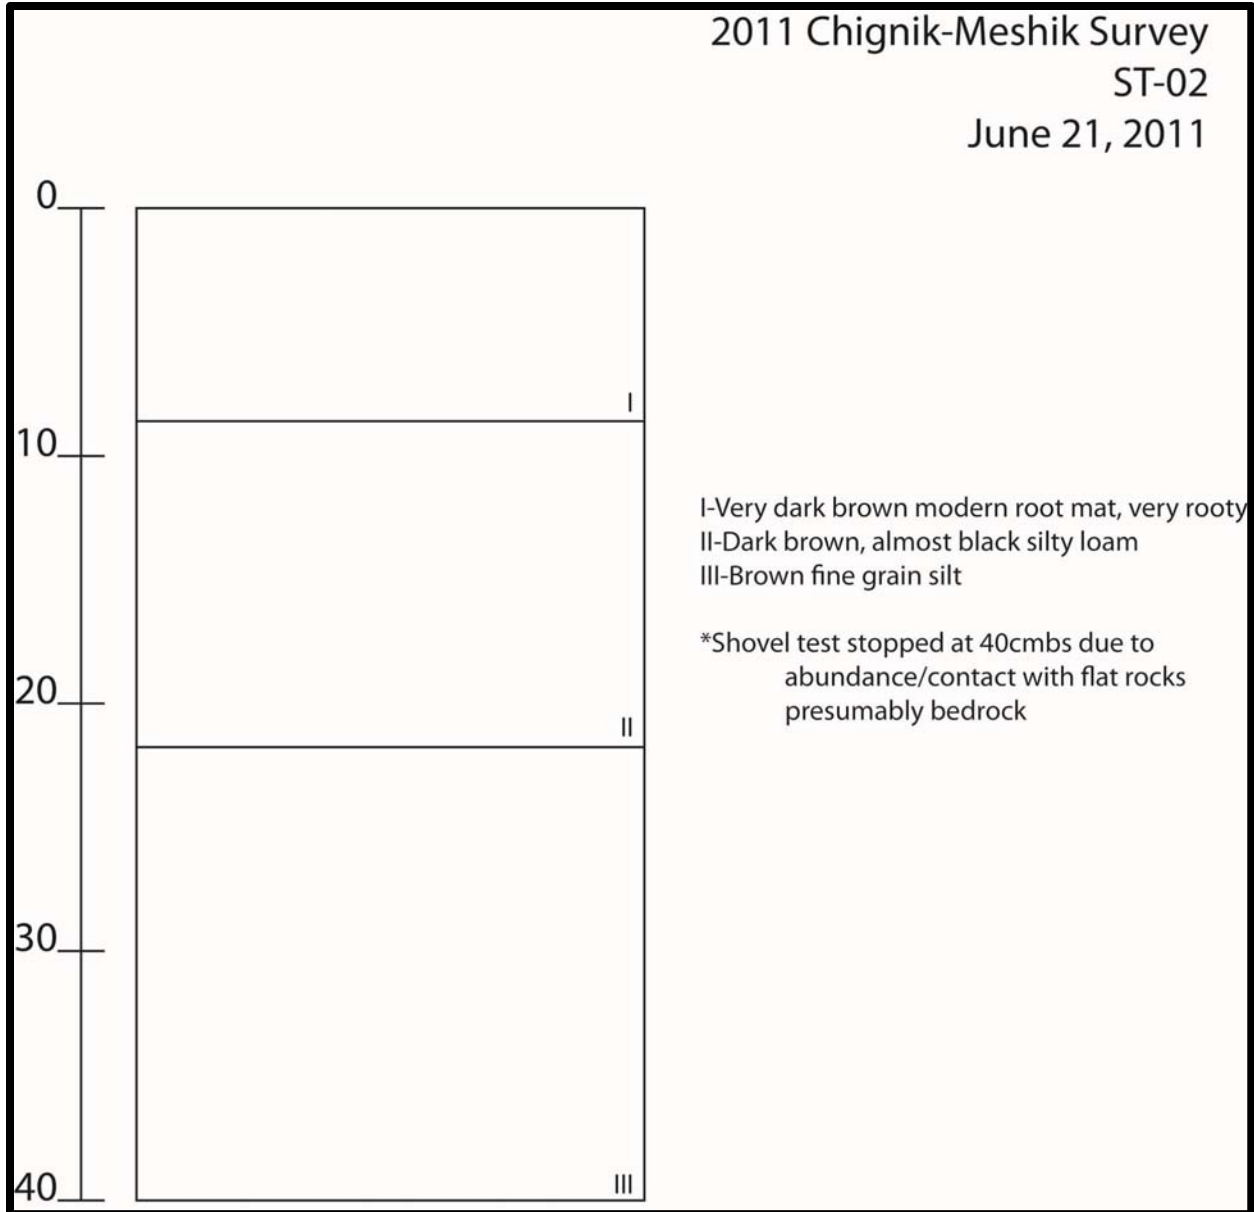 2011 Chignik-Meshik Survey
ST-02
June 21, 2011
0
I
10
I-Very dark brown modern root mat, very rooty
II-Dark brown, almost black silty loam
III-Brown fine grain silt
*Shovel test stopped at 40cmbs due to
abundance/contact with flat rocks
presumably bedrock
20
II
30
40
III